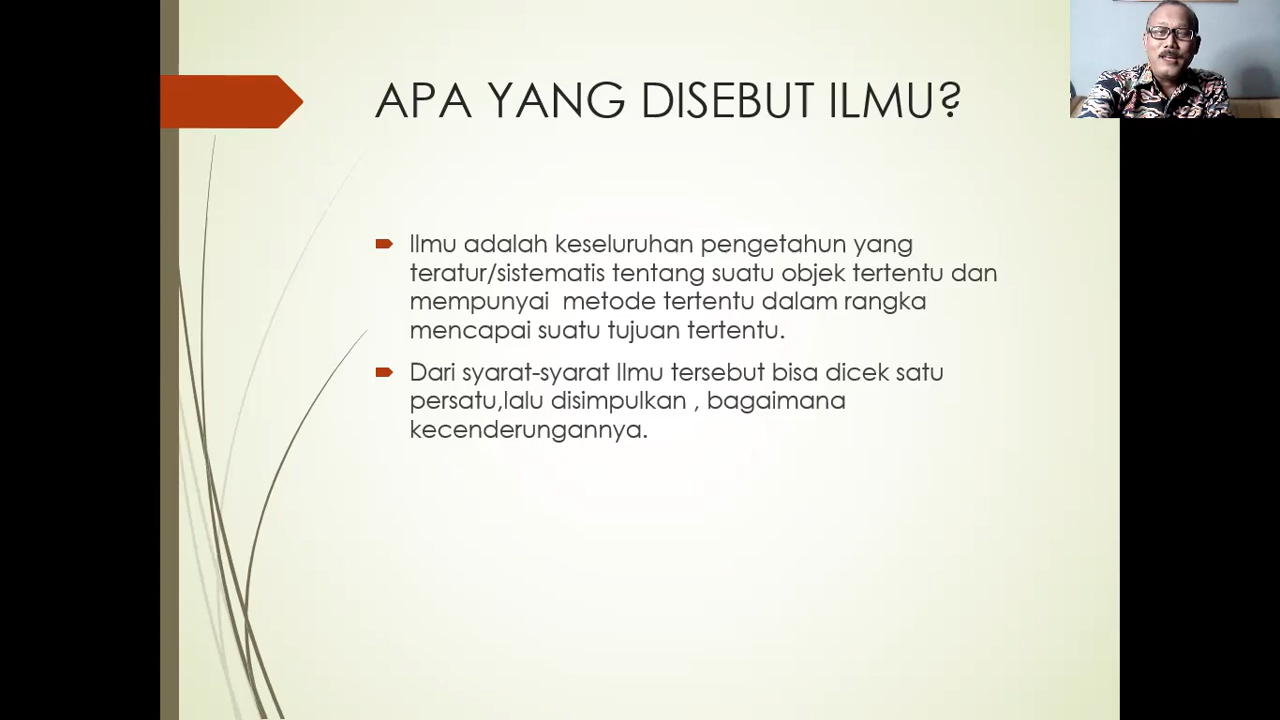 APA YANG DISEBUT ILMU?
Ilmu adalah keseluruhan pengetahun yang
teratur/sistematis tentang suatu objek tertentu dan
mempunyai  metode tertentu dalam rangka
mencapai suatu tujuan tertentu.
Dari syarat-syarat Ilmu tersebut bisa dicek satu
persatu,lalu disimpulkan , bagaimana
kecenderungannya.